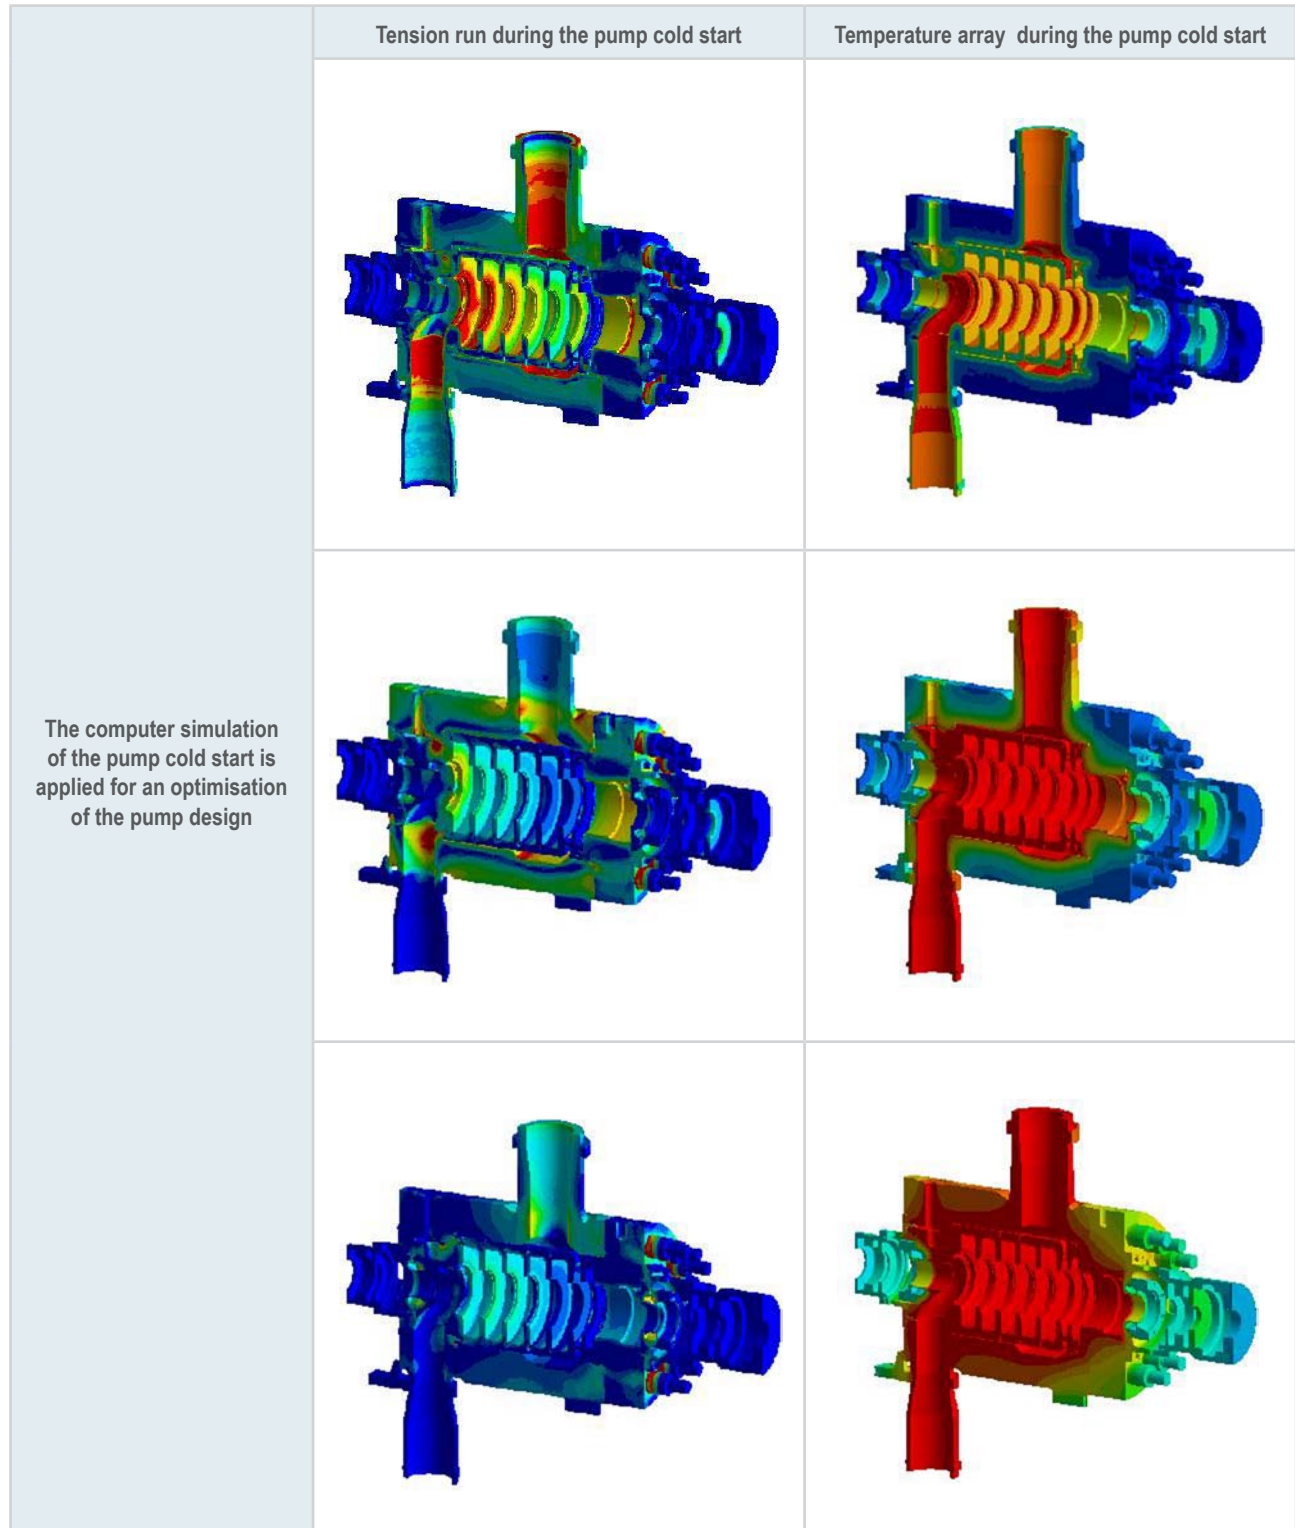 Tension run during the pump cold start
Temperature array during the pump cold start
The computer simulation
of the pump cold start is
applied for an optimisation
of the pump design